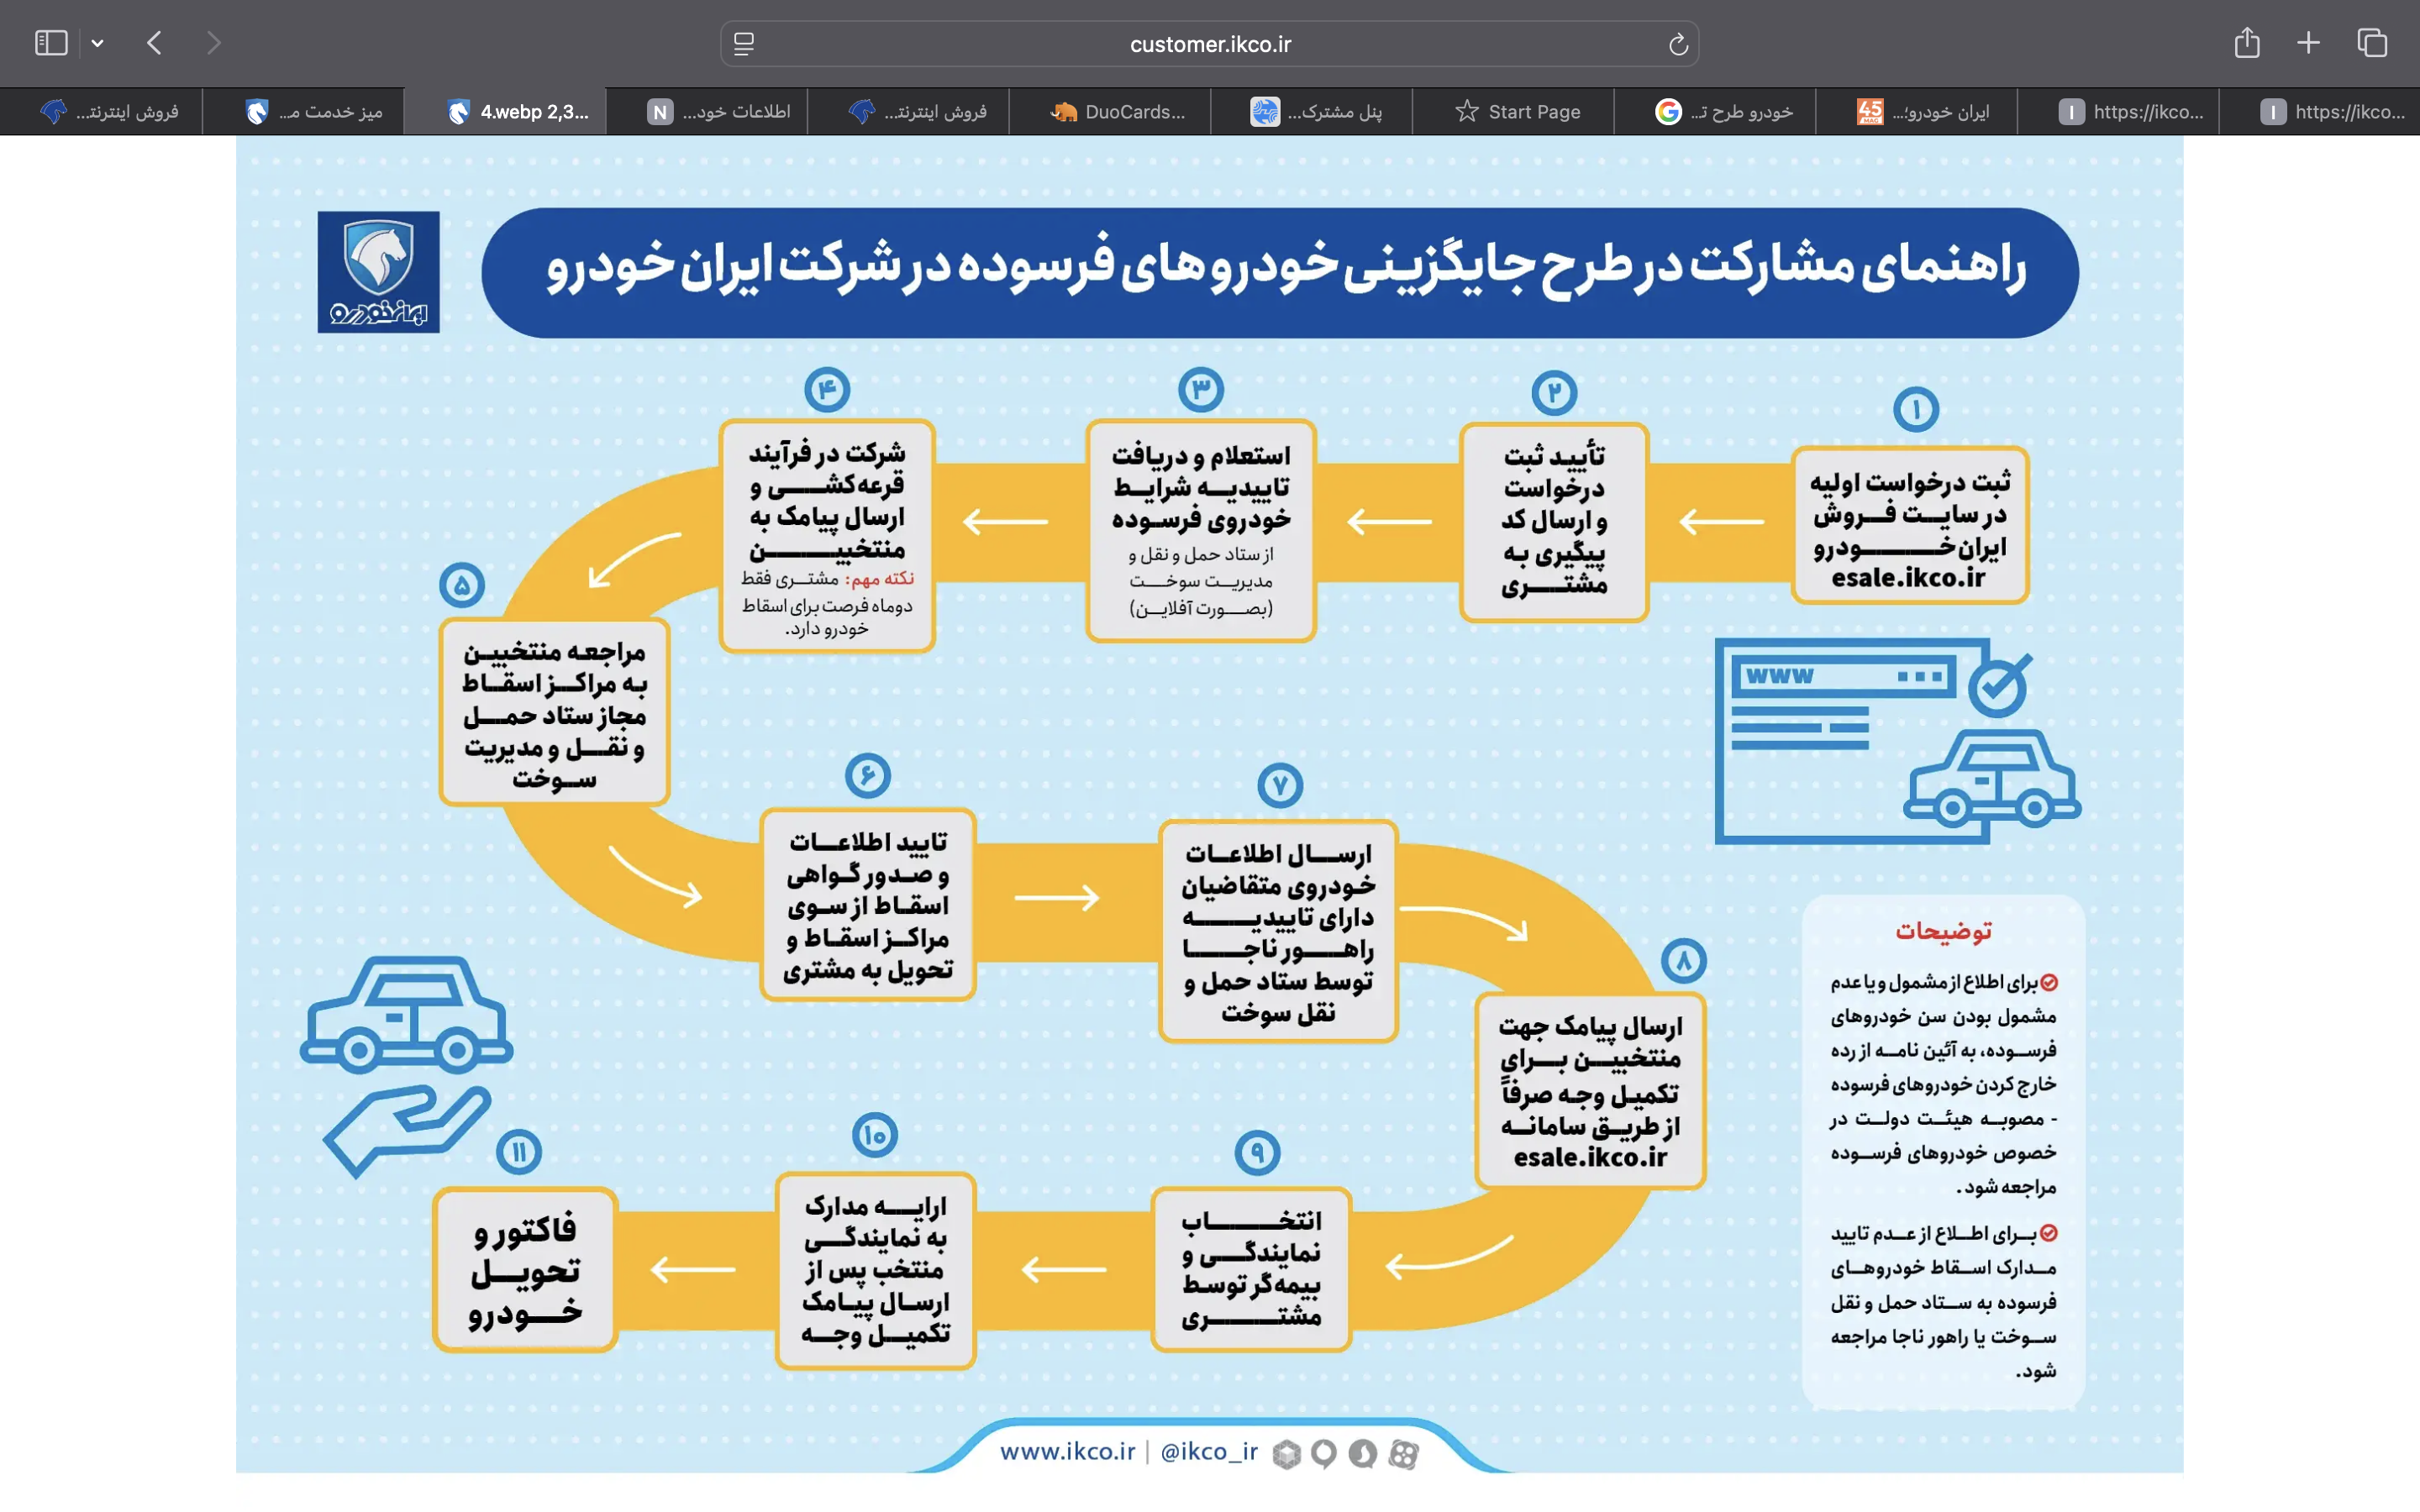 customer.ikco.ir
فروش اینترنتـ...
میز خدمت مـ...
4.webp 2,3...
اطلاعات خود...
فروش اینترنتـ...
DuoCards...
پنل مشترک...
Start Page
خودرو طرح تـ...
ایران خودرو؛...
https://ikco...
https://ikco...
راهنمای مشارکت در طرح جایگزینی خودروهای فرسوده در شرکت ایران خودرو
ایران خودرو
۱
ثبت درخواست اولیه
در سایت فروش
ایران خودرو
esale.ikco.ir
۲
تأیید ثبت
درخواست
و ارسال کد
پیگیری به
مشتری
۳
استعلام و دریافت
تاییدیه شرایط
خودروی فرسوده
از ستاد حمل و نقل و
مدیریت سوخت
(بصورت آفلاین)
۴
شرکت در فرآیند
قرعه‌کشی و
ارسال پیامک به
منتخبین
نکته مهم: مشتری فقط
دوماه فرصت برای اسقاط
خودرو دارد.
۵
مراجعه منتخبین
به مراکز اسقاط
مجاز ستاد حمل
و نقل و مدیریت
سوخت
۶
تایید اطلاعات
و صدور گواهی
اسقاط از سوی
مراکز اسقاط و
تحویل به مشتری
۷
ارسال اطلاعات
خودروی متقاضیان
دارای تاییدیه
راهور ناجا
توسط ستاد حمل و
نقل سوخت
۸
ارسال پیامک جهت
منتخبین برای
تکمیل وجه صرفاً
از طریق سامانه
esale.ikco.ir
۹
انتخاب
نمایندگی و
بیمه‌گر توسط
مشتری
۱۰
ارایه مدارک
به نمایندگی
منتخب پس از
ارسال پیامک
تکمیل وجه
۱۱
فاکتور و
تحویل
خودرو
www
توضیحات
برای اطلاع از مشمول و یا عدم
مشمول بودن سن خودروهای
فرسوده، به آئین نامه از رده
خارج کردن خودروهای فرسوده
- مصوبه هیئت دولت در
خصوص خودروهای فرسوده
مراجعه شود.
برای اطلاع از عدم تایید
مدارک اسقاط خودروهای
فرسوده به ستاد حمل و نقل
سوخت یا راهور ناجا مراجعه
شود.
www.ikco.ir | @ikco_ir